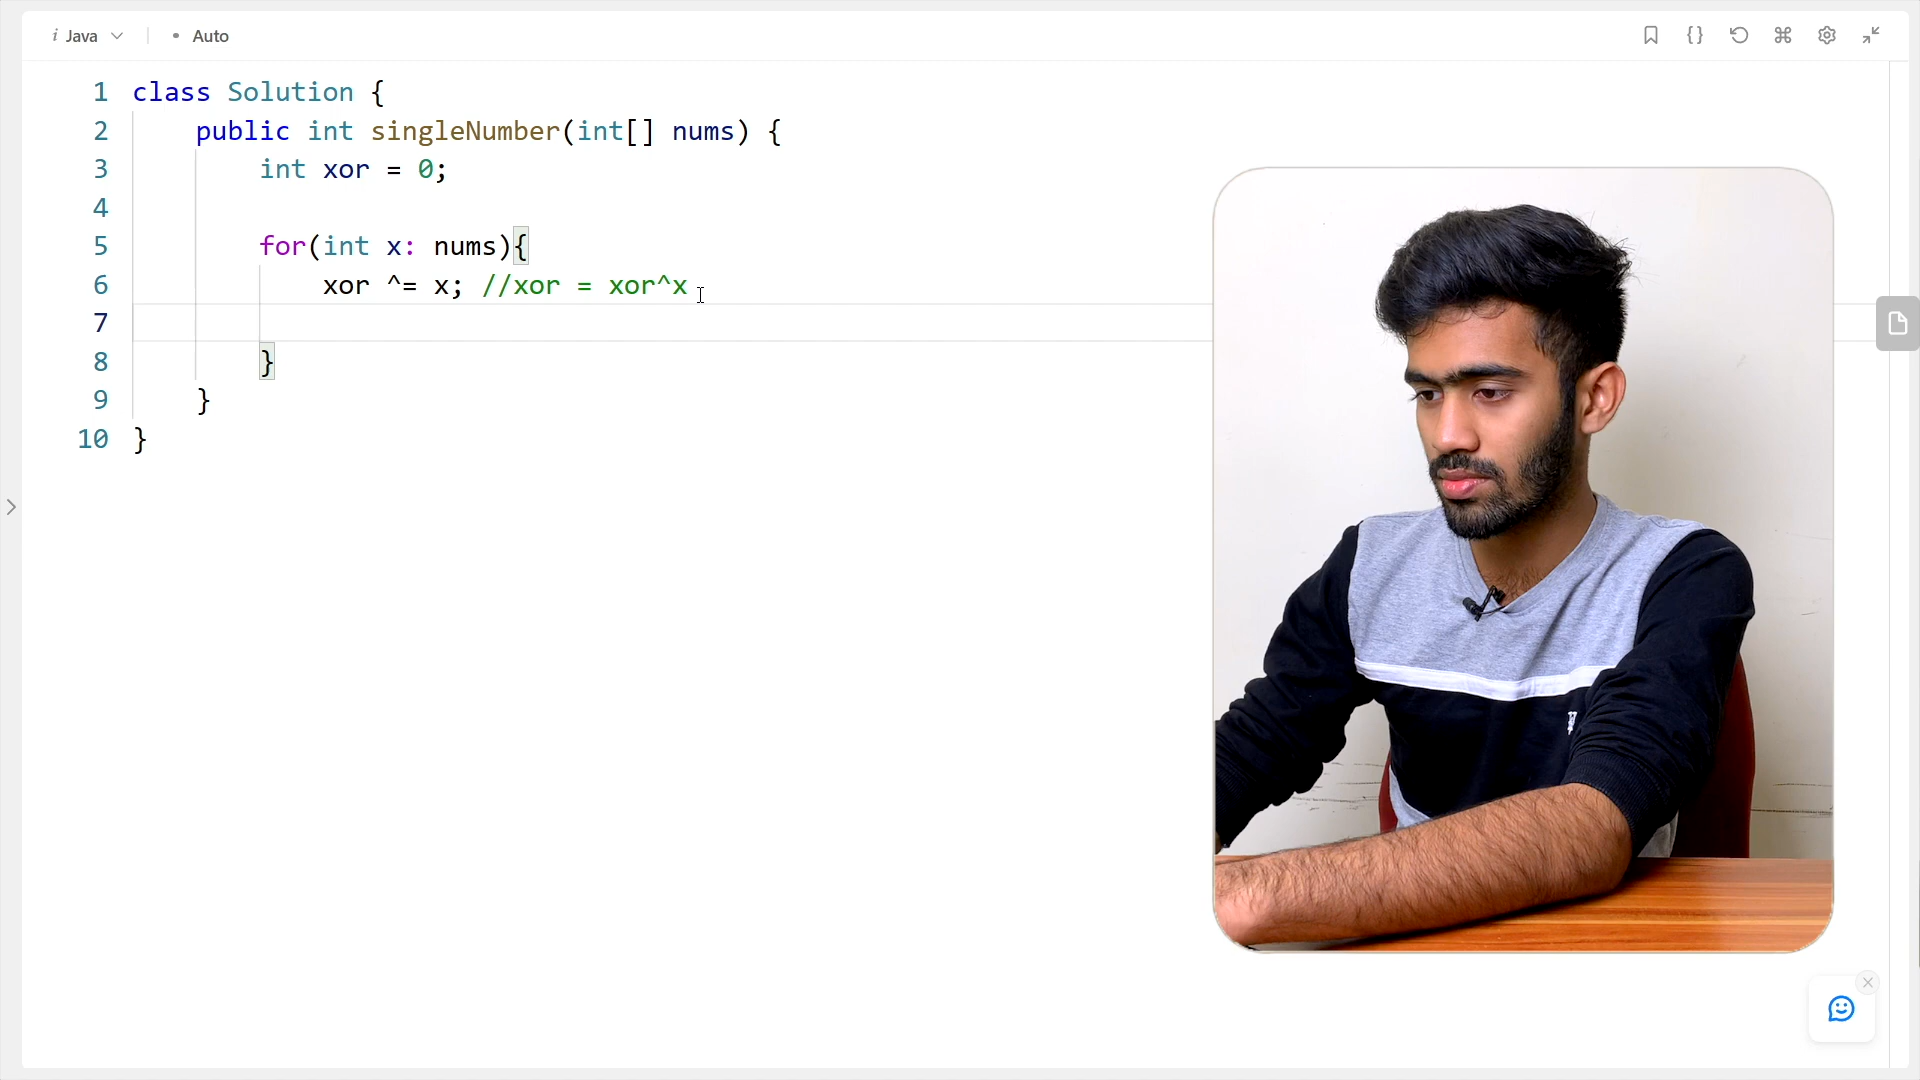 i Java • Auto
1 class Solution {
2 public int singleNumber(int[] nums) {
3 int xor = 0;
4
5 for(int x: nums){
6 xor ^= x; //xor = xor^x
7
8 }
9 }
10 }